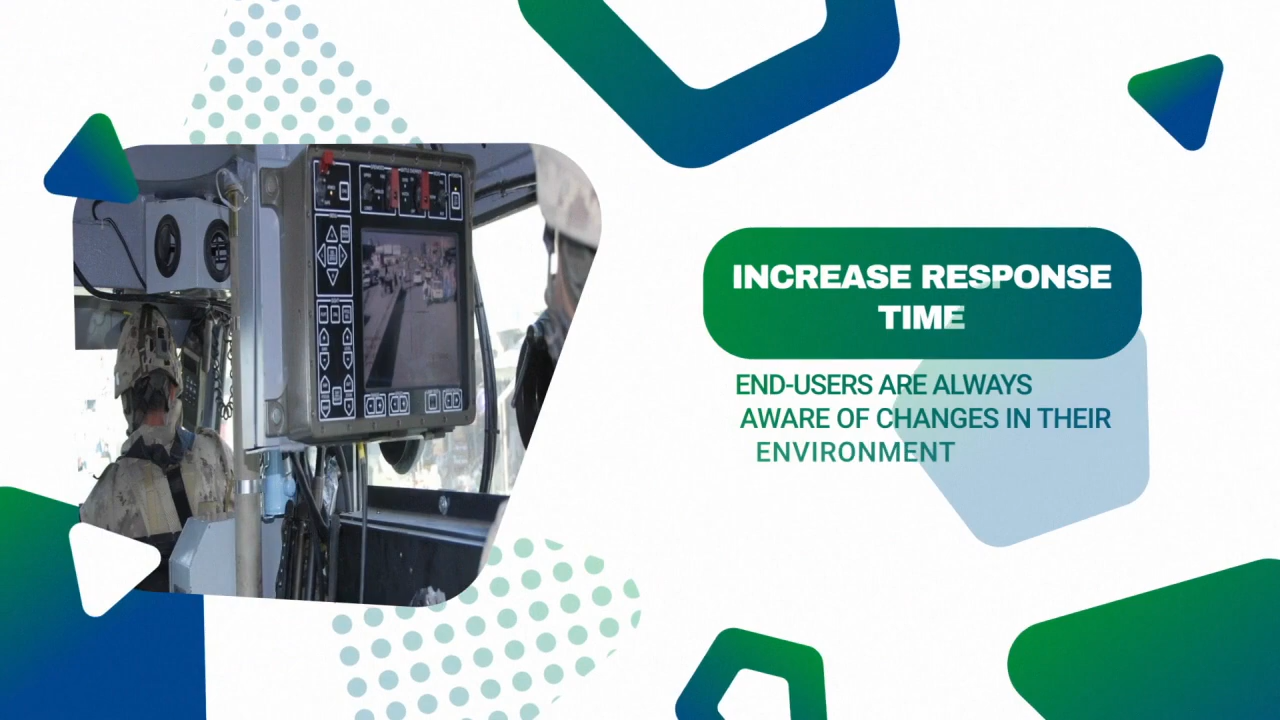 INCREASE RESPONSE
TIME
END-USERS ARE ALWAYS
AWARE OF CHANGES IN THEIR
ENVIRONMENT